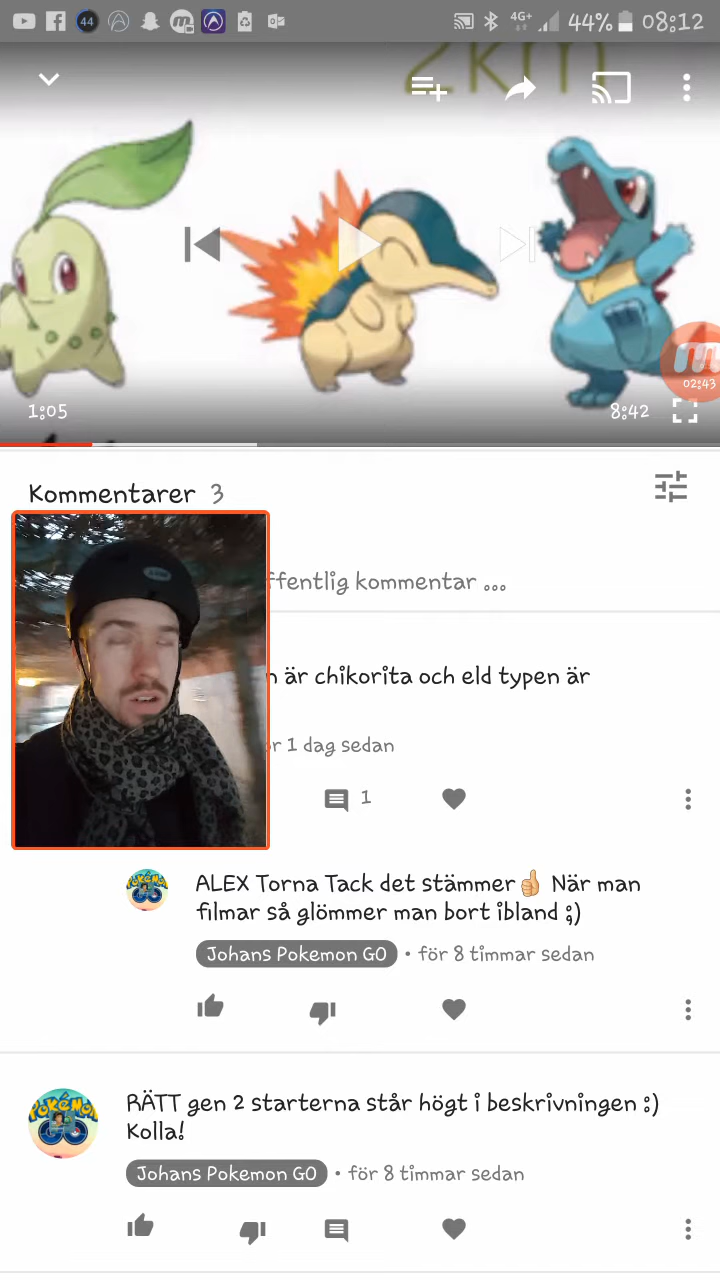 44
4G+ 44% 08:12
2km
02:43
1:05 8:42
Kommentarer 3
ffentlig kommentar ...
n är chikorita och eld typen är
r 1 dag sedan
1
ALEX Torna Tack det stämmer👍🏻 När man
filmar så glömmer man bort ibland ;)
Johans Pokemon GO • för 8 timmar sedan
RÄTT gen 2 starterna står högt i beskrivningen :)
Kolla!
Johans Pokemon GO • för 8 timmar sedan